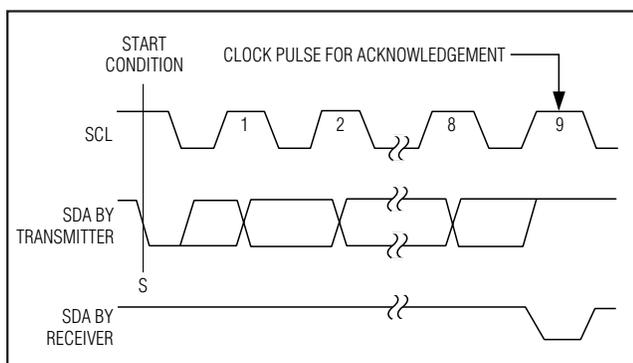 START
CONDITION
CLOCK PULSE FOR ACKNOWLEDGEMENT
SCL
1
2
8
9
SDA BY
TRANSMITTER
S
SDA BY
RECEIVER